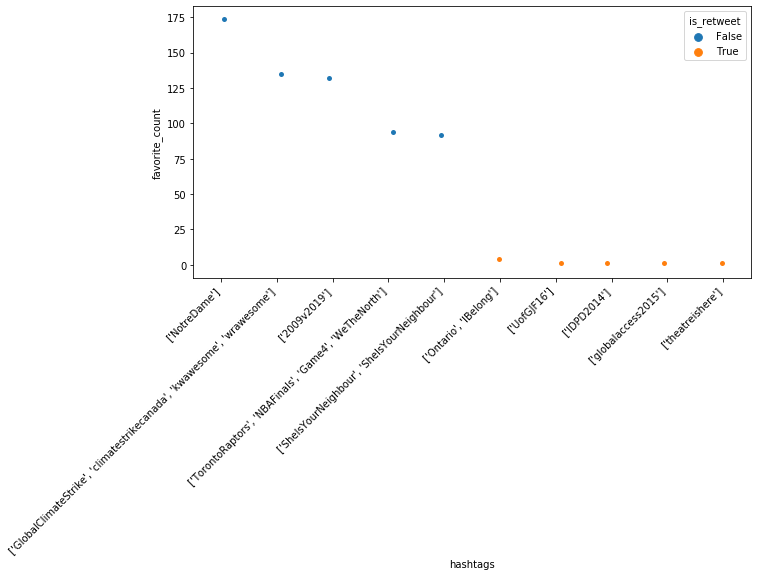 is_retweet
False
True
favorite_count
175
150
125
100
75
50
25
0
['NotreDame']
['GlobalClimateStrike', 'climatestrikecanada', 'kwawesome', 'wrawesome']
['2009v2019']
['TorontoRaptors', 'NBAFinals', 'Game4', 'WeTheNorth']
['SheIsYourNeighbour', 'SheIsYourNeighbour']
['Ontario', 'IBelong']
['UofGJF16']
['IDPD2014']
['globalaccess2015']
['theatreishere']
hashtags